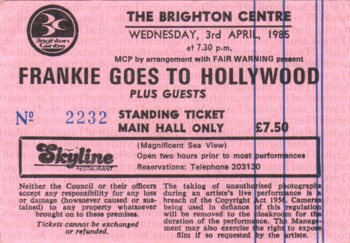 Brighton
Centre
THE BRIGHTON CENTRE
WEDNESDAY, 3rd APRIL, 1985
at 7.30 p.m.
MCP by arrangement with FAIR WARNING present
FRANKIE GOES TO HOLLYWOOD
PLUS GUESTS
No 2232
STANDING TICKET
MAIN HALL ONLY £7.50
Skyline
RESTAURANT
(Magnificent Sea View)
Open two hours prior to most performances
Reservations: Telephone 203130
Neither the Council or their officers
accept any responsibility for any loss
or damage (howsoever caused or sus-
tained) to any property whatsoever
brought on to these premises.
Tickets cannot be exchanged
or refunded.
The taking of unauthorised photographs
during an artiste's live performance is a
breach of the Copyright Act 1956. Cameras
being used in defiance of this regulation
will be removed to the cloakroom for the
duration of the performance. The Manage-
ment may also exercise the right to expose
film if so requested by the artiste.